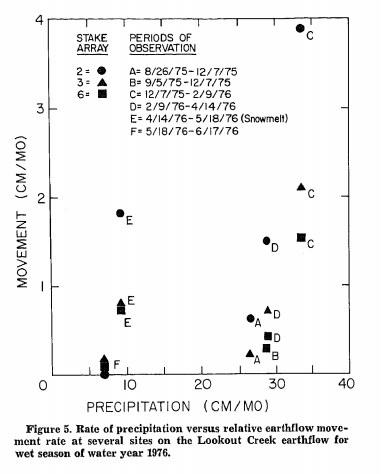 STAKE ARRAY
PERIODS OF OBSERVATION
2= ●
A= 8/26/75-12/7/75
3= ▲
B= 9/5/75-12/7/75
6= ■
C= 12/7/75-2/9/76
D= 2/9/76-4/14/76
E= 4/14/76-5/18/76 (Snowmelt)
F= 5/18/76-6/17/76
MOVEMENT (CM/MO)
4
3
2
1
C
C
C
E
E
E
D
D
D
A
A
B
F
0
10
20
30
40
PRECIPITATION (CM/MO)
Figure 5. Rate of precipitation versus relative earthflow move-
ment rate at several sites on the Lookout Creek earthflow for
wet season of water year 1976.